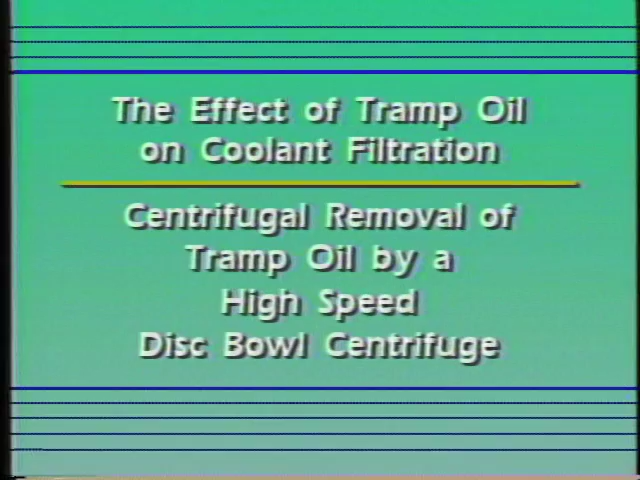 The Effect of Tramp Oil
on Coolant Filtration
Centrifugal Removal of
Tramp Oil by a
High Speed
Disc Bowl Centrifuge